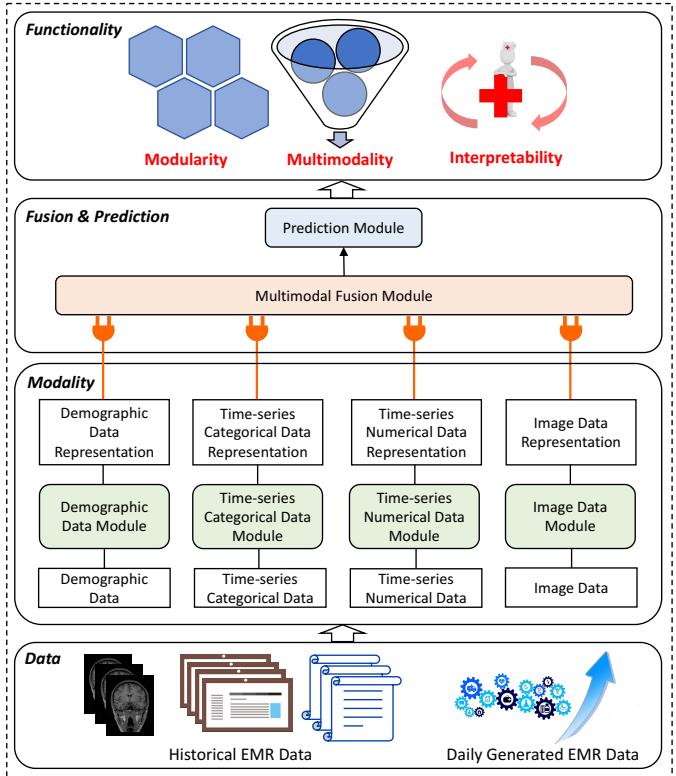 Functionality
Modularity
Multimodality
Interpretability
Fusion & Prediction
Prediction Module
Multimodal Fusion Module
Modality
Demographic
Data
Representation
Time-series
Categorical Data
Representation
Time-series
Numerical Data
Representation
Image Data
Representation
Demographic
Data Module
Time-series
Categorical Data
Module
Time-series
Numerical Data
Module
Image Data
Module
Demographic
Data
Time-series
Categorical Data
Time-series
Numerical Data
Image Data
Data
Historical EMR Data
Daily Generated EMR Data